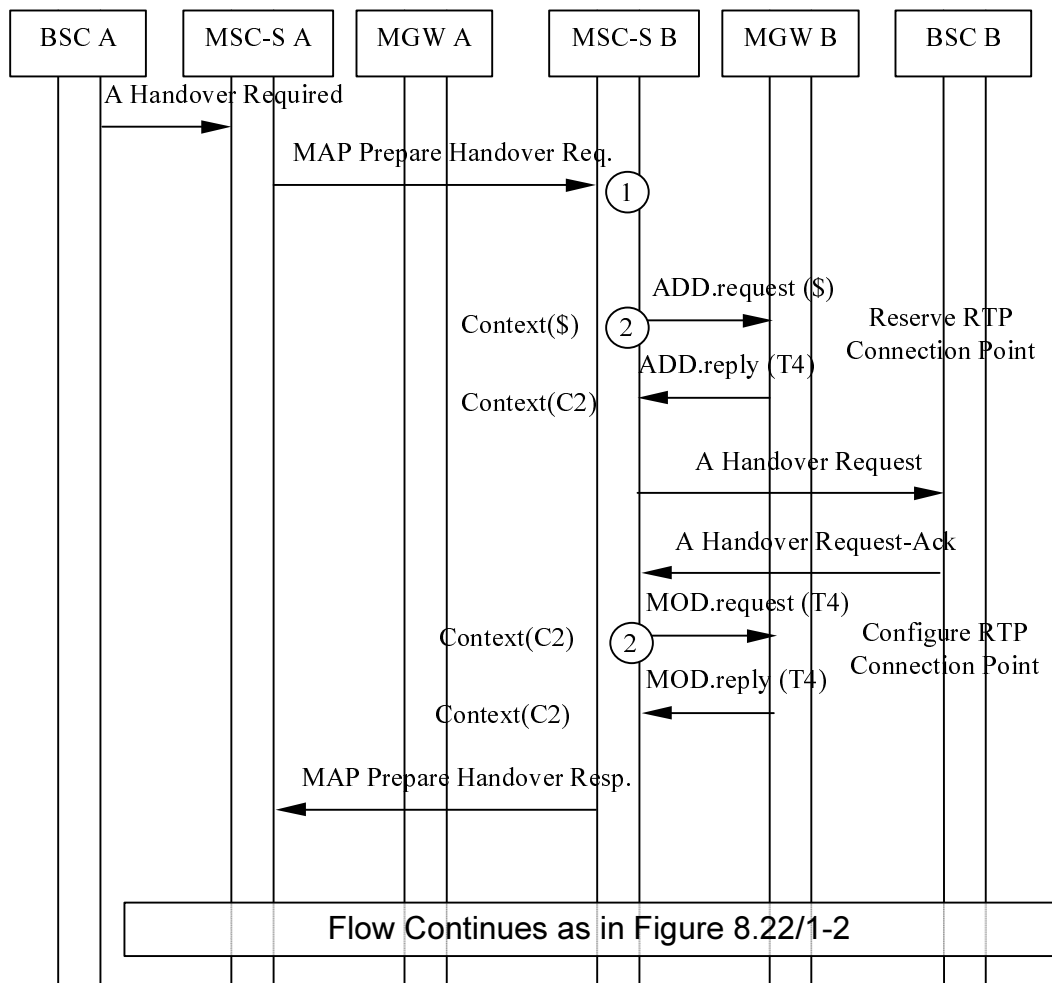 BSC A
MSC-S A
MGW A
MSC-S B
MGW B
BSC B
A Handover Required
MAP Prepare Handover Req.
1
ADD.request ($)
Context($)
2
Reserve RTP
Connection Point
ADD.reply (T4)
Context(C2)
A Handover Request
A Handover Request-Ack
MOD.request (T4)
Context(C2)
2
Configure RTP
Connection Point
MOD.reply (T4)
Context(C2)
MAP Prepare Handover Resp.
Flow Continues as in Figure 8.22/1-2